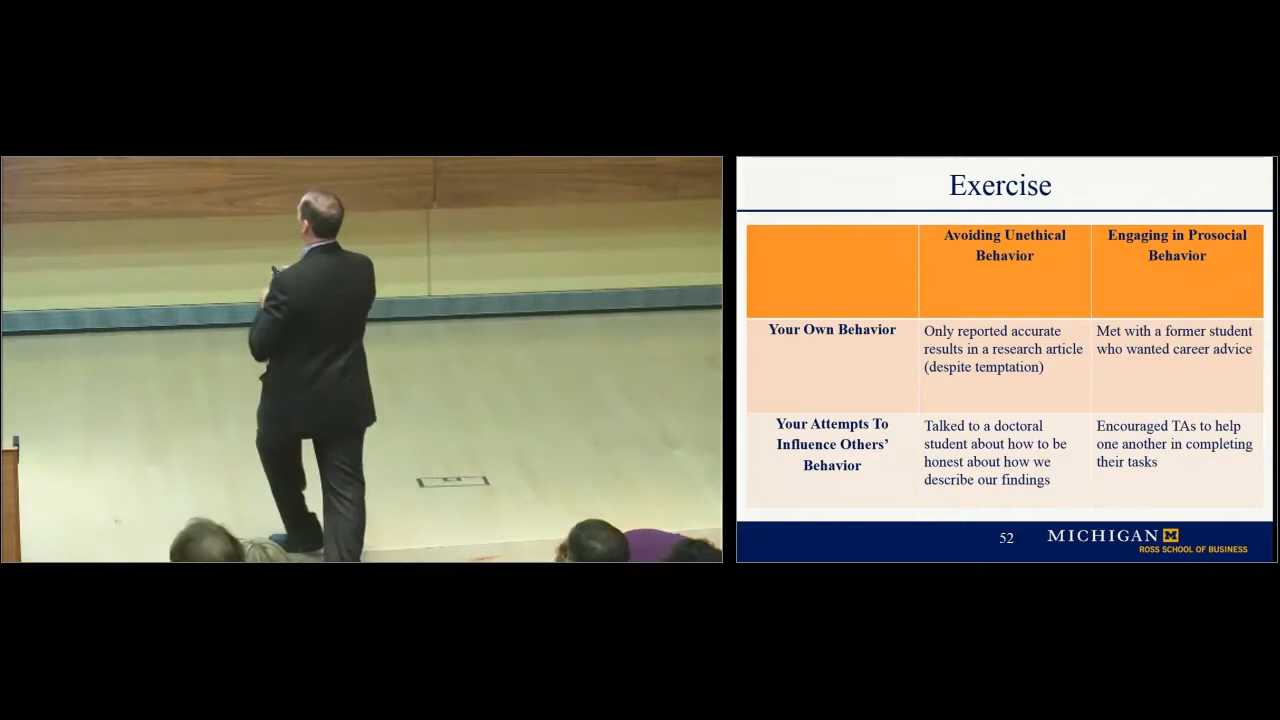 Exercise
Avoiding Unethical
Behavior
Engaging in Prosocial
Behavior
Your Own Behavior
Only reported accurate
results in a research article
(despite temptation)
Met with a former student
who wanted career advice
Your Attempts To
Influence Others’
Behavior
Talked to a doctoral
student about how to be
honest about how we
describe our findings
Encouraged TAs to help
one another in completing
their tasks
52
MICHIGAN M
ROSS SCHOOL OF BUSINESS